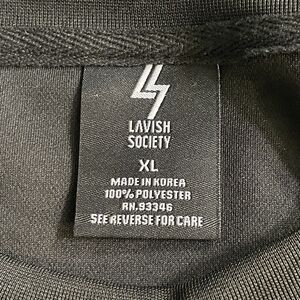 LAVISH
SOCIETY
XL
MADE IN KOREA
100% POLYESTER
RN.93346
SEE REVERSE FOR CARE